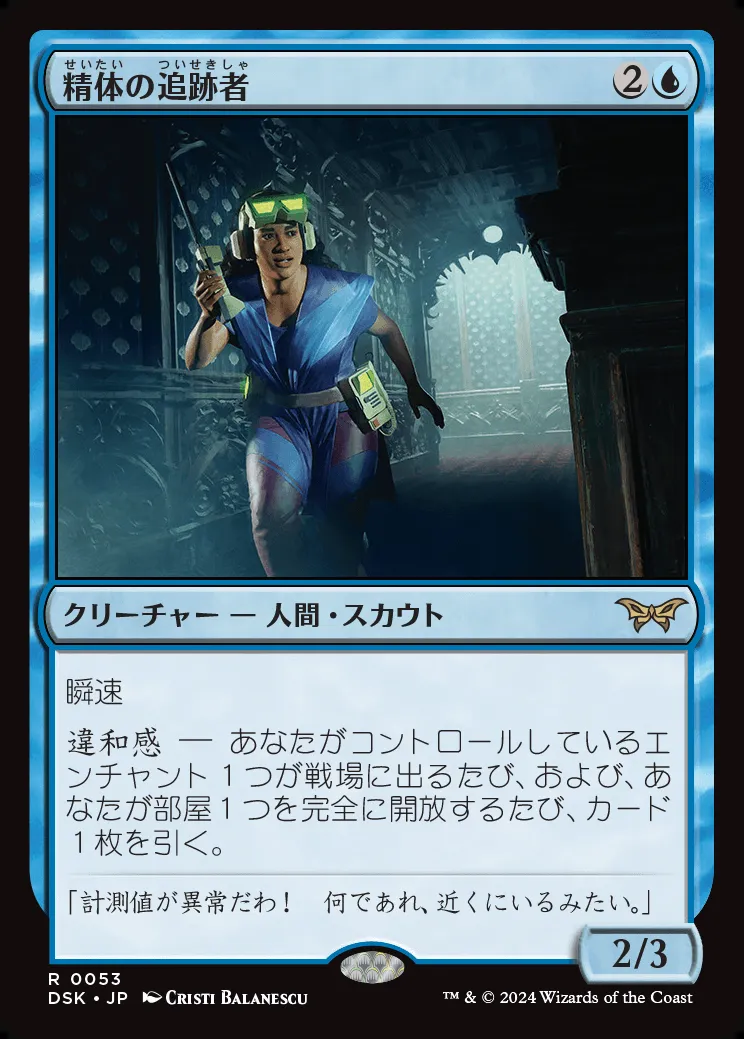 せいたい ついせきしゃ
精体の追跡者
2
クリーチャー — 人間・スカウト
瞬速
違和感 — あなたがコントロールしているエ
ンチャント１つが戦場に出るたび、および、あ
なたが部屋１つを完全に開放するたび、カード
１枚を引く。
「計測値が異常だわ！　何であれ、近くにいるみたい。」
2/3
R 0053
DSK • JP Cristi Balanescu
™ & © 2024 Wizards of the Coast